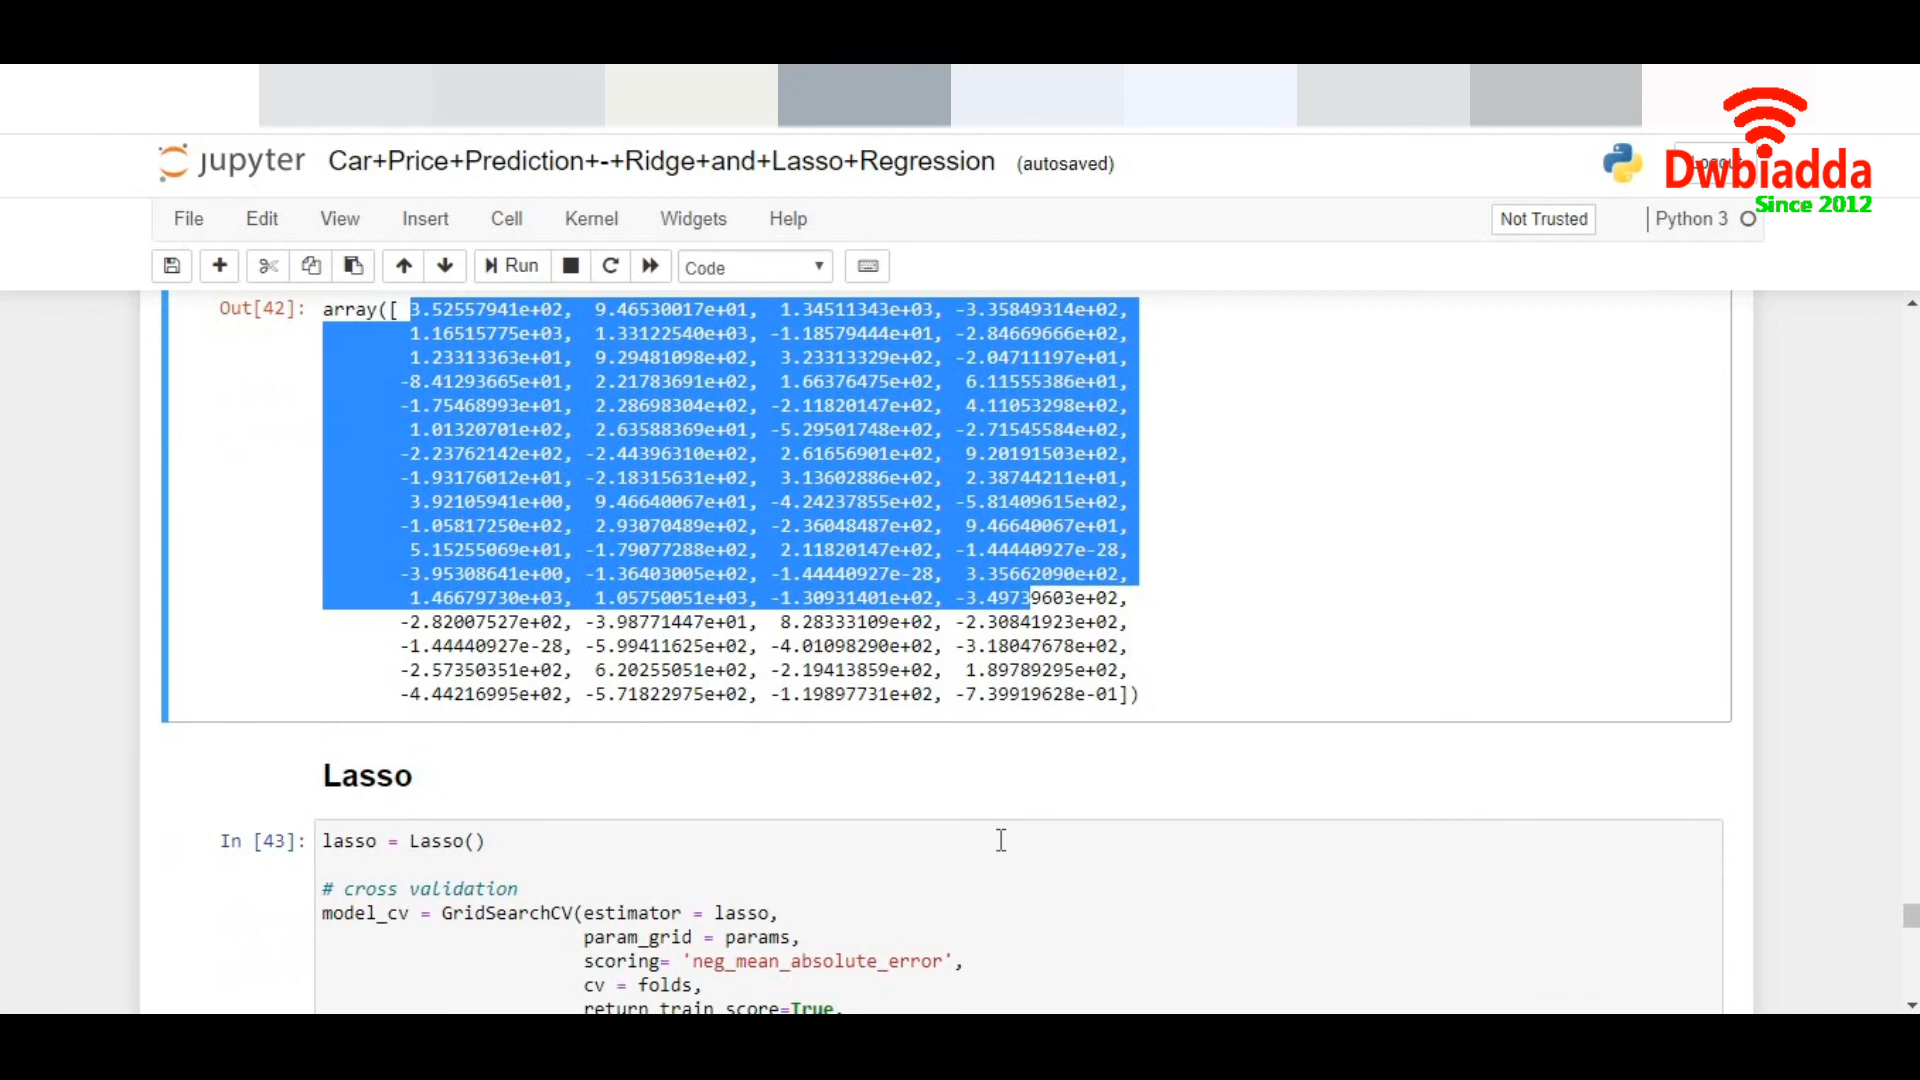 jupyter Car+Price+Prediction+-+Ridge+and+Lasso+Regression (autosaved)
Dwbiadda
Since 2012
File Edit View Insert Cell Kernel Widgets Help Not Trusted Python 3
Run Code
Out[42]: array([ 3.52557941e+02, 9.46530017e+01, 1.34511343e+03, -3.35849314e+02,
1.16515775e+03, 1.33122540e+03, -1.18579444e+01, -2.84669666e+02,
1.23313363e+01, 9.29481098e+02, 3.23313329e+02, -2.04711197e+01,
-8.41293665e+01, 2.21783691e+02, 1.66376475e+02, 6.11555386e+01,
-1.75468993e+01, 2.28698304e+02, -2.11820147e+02, 4.11053298e+02,
1.01320701e+02, 2.63588369e+01, -5.29501748e+02, -2.71545584e+02,
-2.23762142e+02, -2.44396310e+02, 2.61656901e+02, 9.20191503e+02,
-1.93176012e+01, -2.18315631e+02, 3.13602886e+02, 2.38744211e+01,
3.92105941e+00, 9.46640067e+01, -4.24237855e+02, -5.81409615e+02,
-1.05817250e+02, 2.93070489e+02, -2.36048487e+02, 9.46640067e+01,
5.15255069e+01, -1.79077288e+02, 2.11820147e+02, -1.44440927e-28,
-3.95308641e+00, -1.36403005e+02, -1.44440927e-28, 3.35662090e+02,
1.46679730e+03, 1.05750051e+03, -1.30931401e+02, -3.49739603e+02,
-2.82007527e+02, -3.98771447e+01, 8.28333109e+02, -2.30841923e+02,
-1.44440927e-28, -5.99411625e+02, -4.01098290e+02, -3.18047678e+02,
-2.57350351e+02, 6.20255051e+02, -2.19413859e+02, 1.89789295e+02,
-4.44216995e+02, -5.71822975e+02, -1.19897731e+02, -7.39919628e-01])
Lasso
In [43]: lasso = Lasso()
# cross validation
model_cv = GridSearchCV(estimator = lasso,
param_grid = params,
scoring= 'neg_mean_absolute_error',
cv = folds,
return_train_score=True,